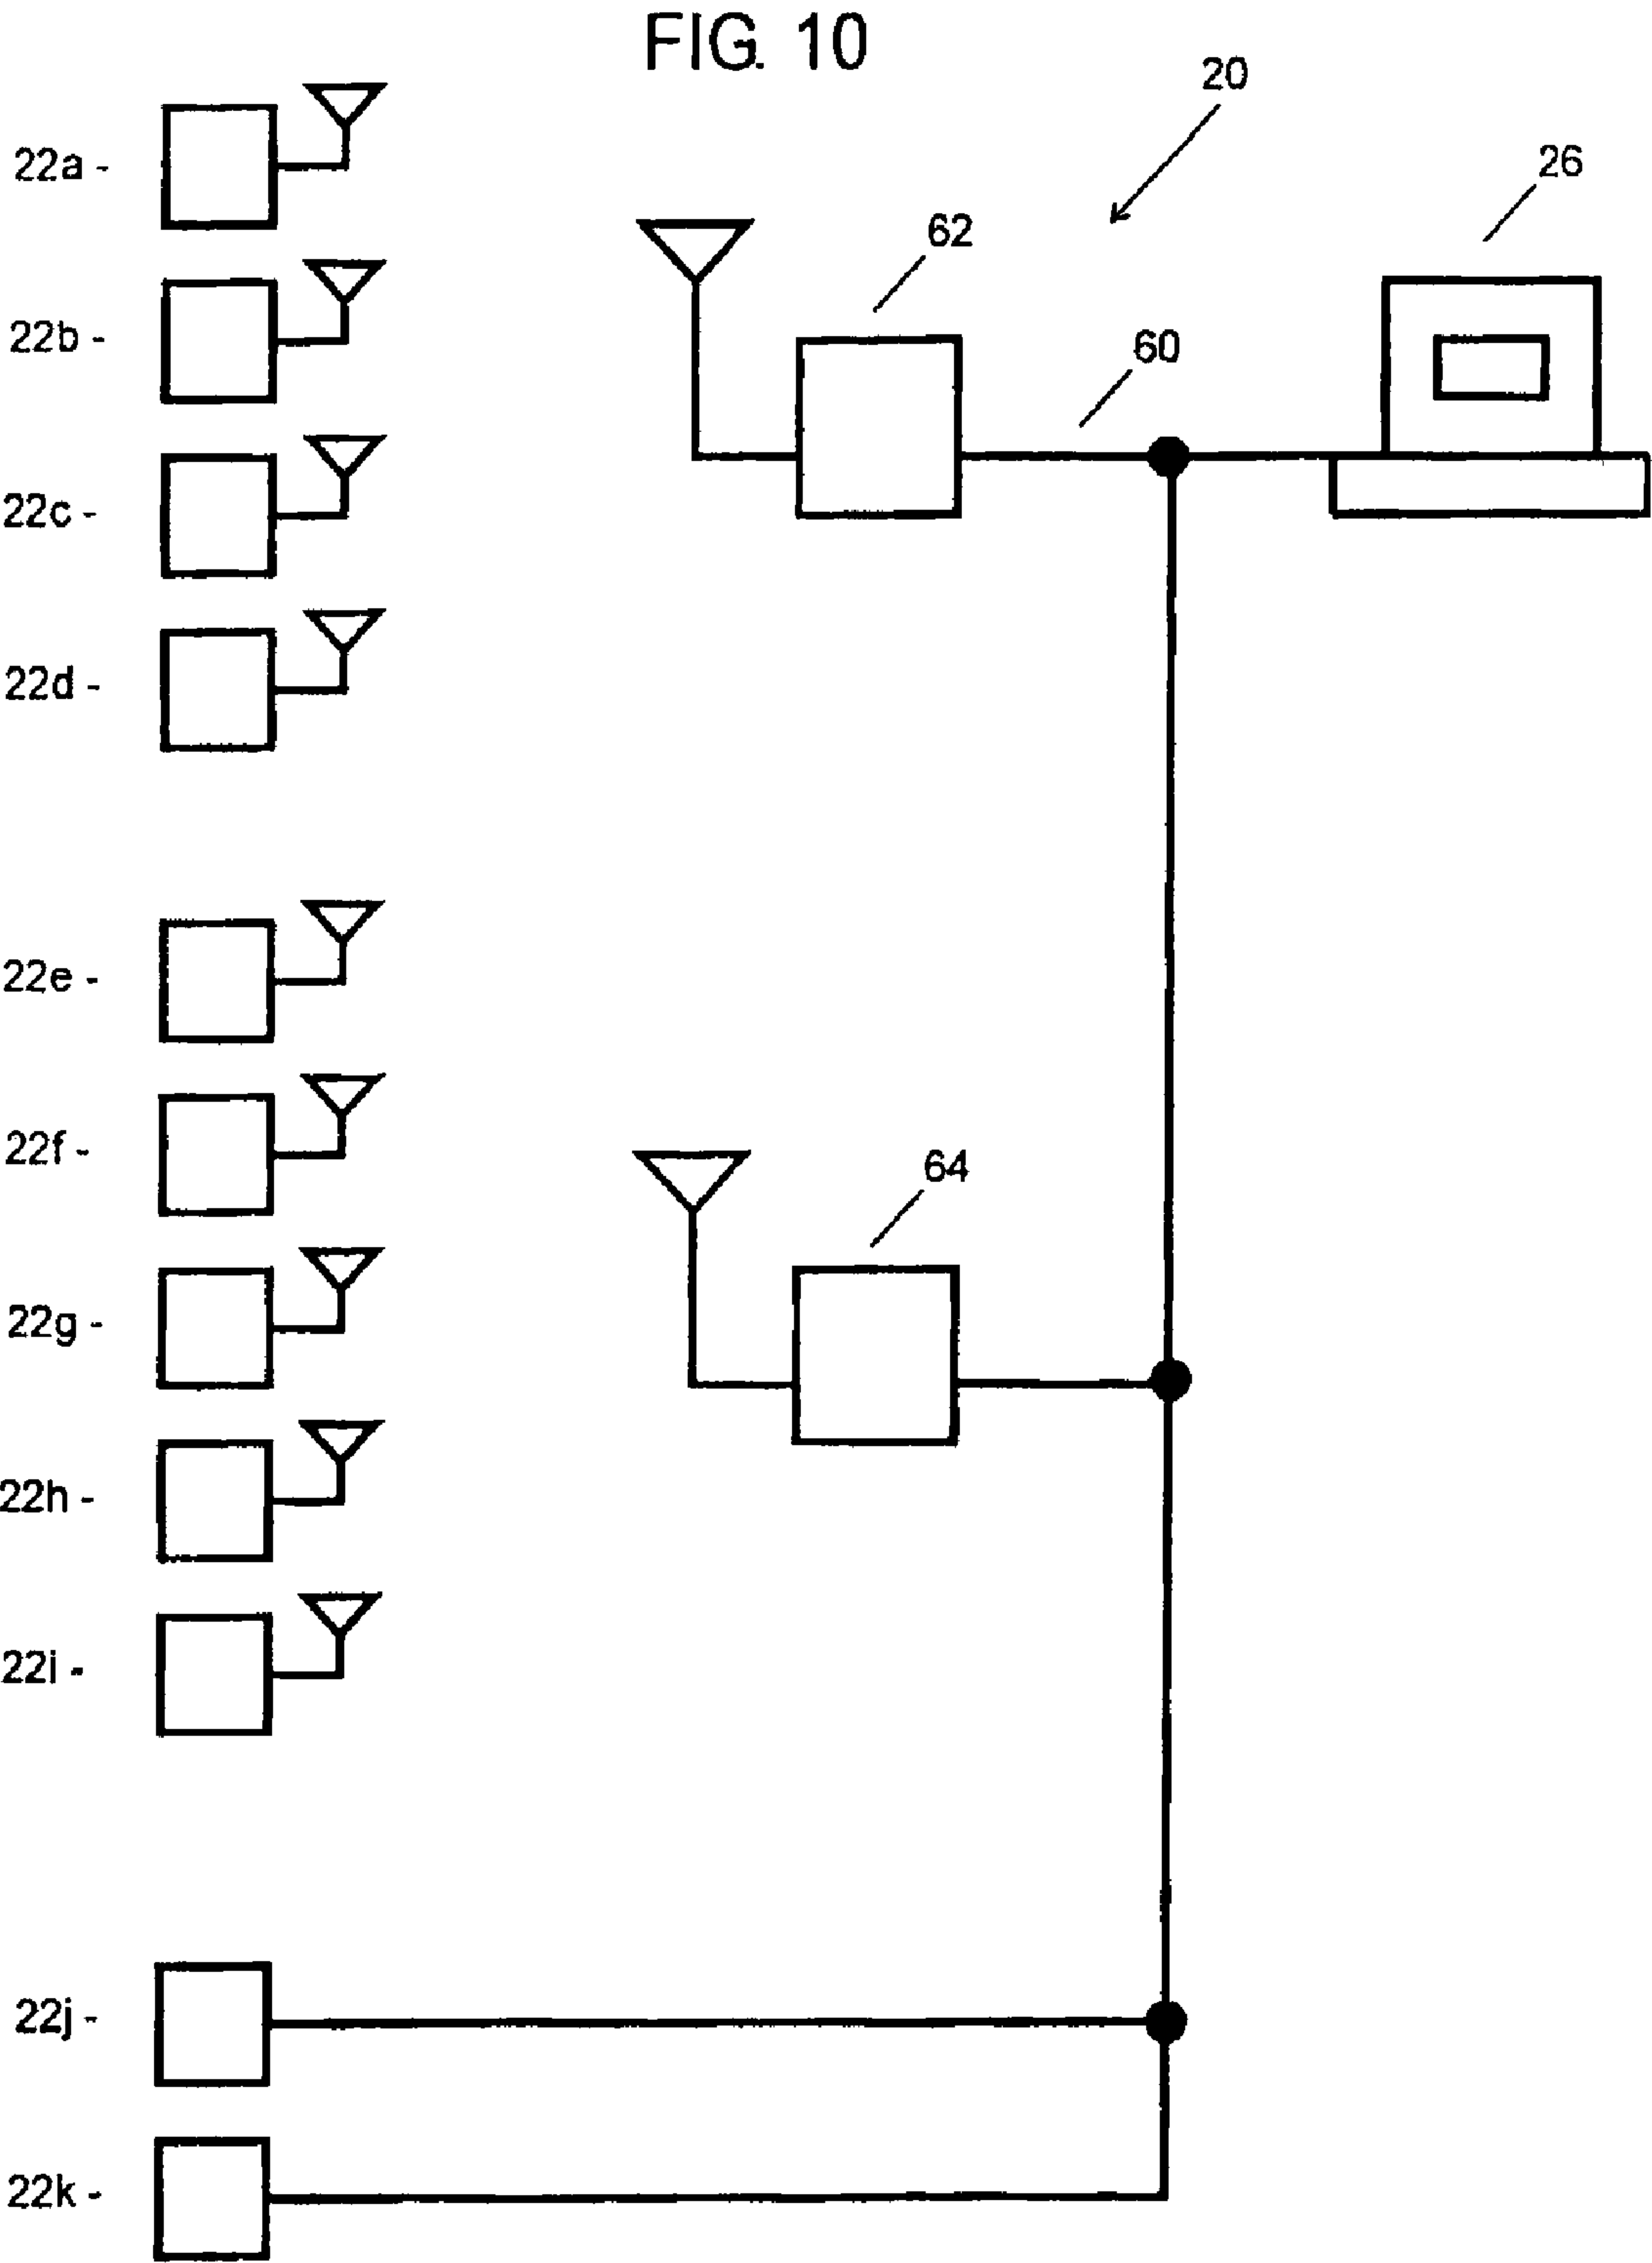 FIG. 10
20
22a -
26
62
22b -
60
22c -
22d -
22e -
22f -
64
22g -
22h -
22i -
22j -
22k -